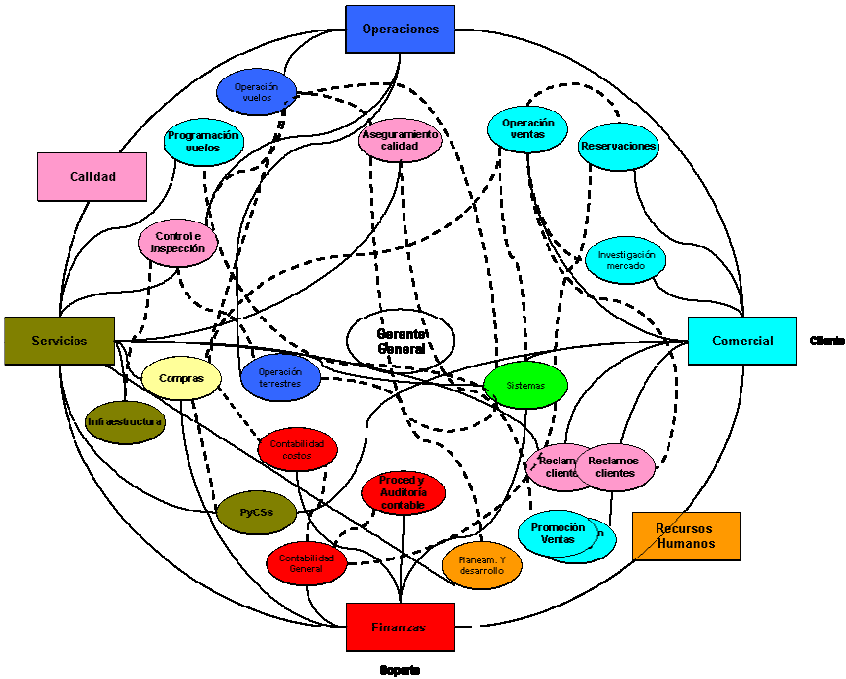 Operaciones
Operación
vuelos
Programación
vuelos
Aseguramiento
calidad
Operación
ventas
Reservaciones
Calidad
Control e
Inspección
Investigación
mercado
Servicios
Gerente
General
Comercial
Cliente
Compras
Operación
terrestres
Sistemas
Infraestructura
Contabilidad
costos
Reclamos
clientes
Reclamos
clientes
Proced y
Auditoría
contable
PyCSs
Promoción
Ventas
Recursos
Humanos
Contabilidad
General
Planeam. Y
desarrollo
Finanzas
Soporte